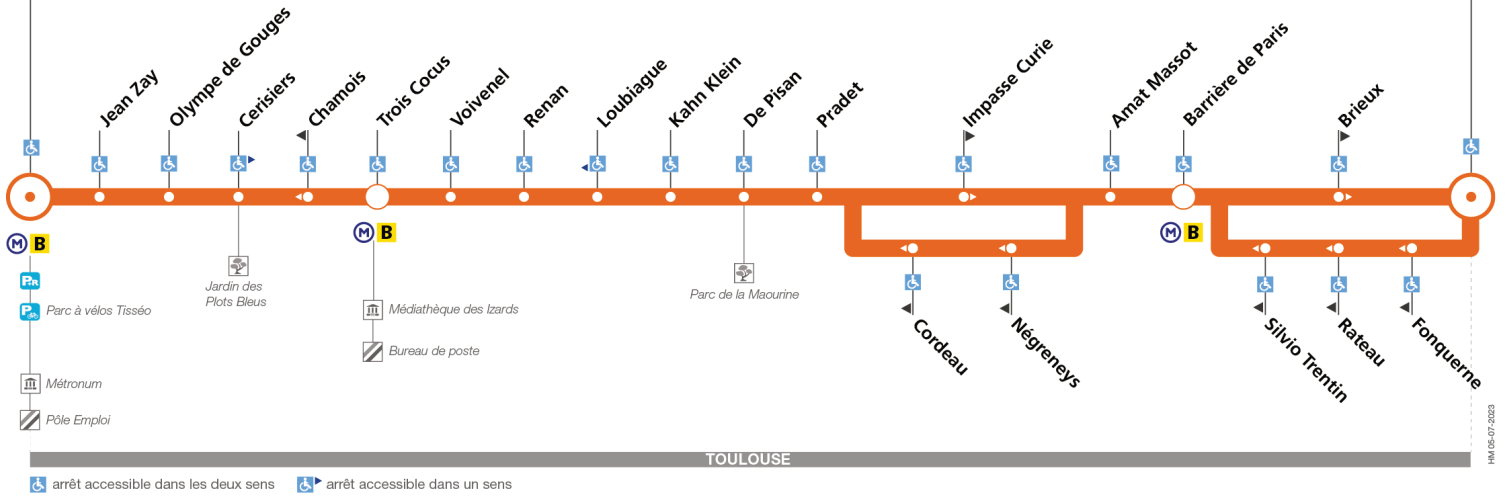 Jean Zay
Olympe de Gouges
Cerisiers
Chamois
Trois Cocus
Voivenel
Renan
Loubiague
Kahn Klein
De Pisan
Pradet
Impasse Curie
Amat Massot
Barrière de Paris
Brieux
M B
M B
M B
P+R
P
Parc à vélos Tisséo
Métronum
Pôle Emploi
Jardin des
Plots Bleus
Médiathèque des Izards
Bureau de poste
Parc de la Maourine
Cordeau
Négreneys
Silvio Trentin
Rateau
Fonquerne
HM 05-07-2023
TOULOUSE
arrêt accessible dans les deux sens
arrêt accessible dans un sens